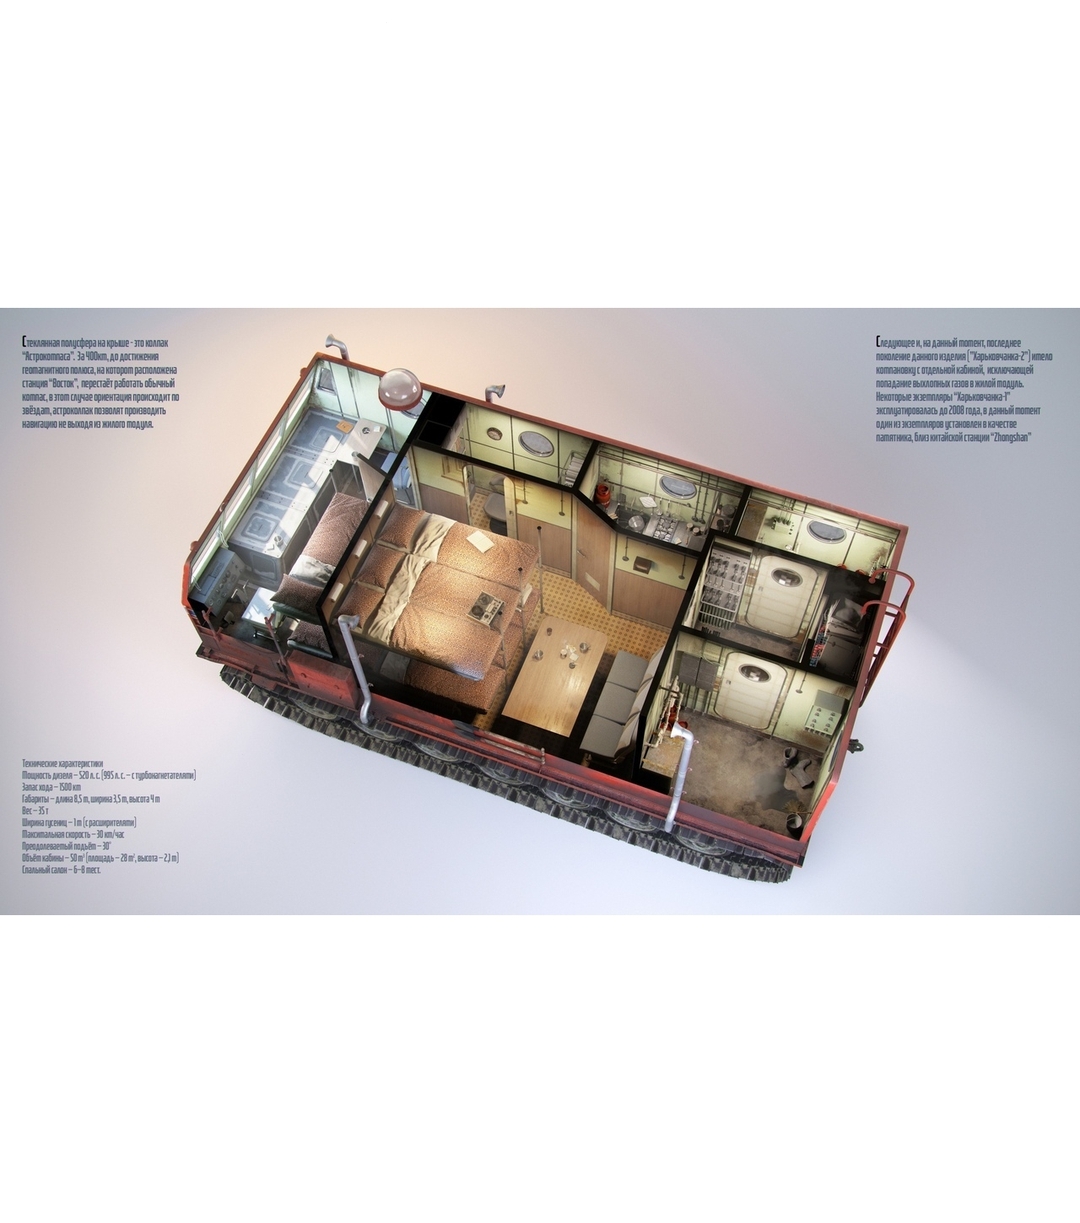 Стеклянная полусфера на крыше - это колпак
"Астрокомпаса". За 400km, до достижения
геомагнитного полюса, на котором расположена
станция "Восток", перестаёт работать обычный
компас, в этом случае ориентация происходит по
звёздам, астроколпак позволят производить
навигацию не выходя из жилого модуля.
Следующее и, на данный момент, последнее
поколение данного изделия ("Харьковчанка-2") имело
компановку с отдельной кабиной, исключающей
попадание выхлопных газов в жилой модуль.
Некоторые экземпляры "Харьковчанка-1"
эксплуатировалась до 2008 года, в данный момент
один из экземпляров установлен в качестве
памятника, близ китайской станции "Zhongshan"
Технические характеристики
Мощность дизеля – 520 л. с. (995 л. с. – с турбонагнетателями)
Запас хода – 1500 km
Габариты – длина 8,5 m, ширина 3,5 m, высота 4 m
Вес – 35 т
Ширина гусениц – 1 m (с расширителями)
Максимальная скорость – 30 km/час
Преодолеваемый подъём – 30°
Объём кабины – 50 m³ (площадь – 28 m², высота – 2,1 m)
Спальный салон – 6–8 мест.